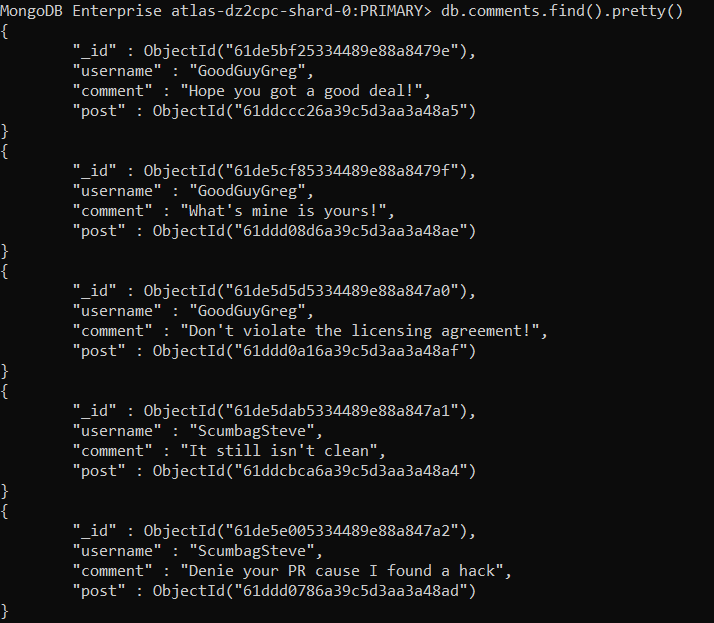 MongoDB Enterprise atlas-dz2cpc-shard-0:PRIMARY> db.comments.find().pretty()
{
"_id" : ObjectId("61de5bf25334489e88a8479e"),
"username" : "GoodGuyGreg",
"comment" : "Hope you got a good deal!",
"post" : ObjectId("61ddccc26a39c5d3aa3a48a5")
}
{
"_id" : ObjectId("61de5cf85334489e88a8479f"),
"username" : "GoodGuyGreg",
"comment" : "What's mine is yours!",
"post" : ObjectId("61ddd08d6a39c5d3aa3a48ae")
}
{
"_id" : ObjectId("61de5d5d5334489e88a847a0"),
"username" : "GoodGuyGreg",
"comment" : "Don't violate the licensing agreement!",
"post" : ObjectId("61ddd0a16a39c5d3aa3a48af")
}
{
"_id" : ObjectId("61de5dab5334489e88a847a1"),
"username" : "ScumbagSteve",
"comment" : "It still isn't clean",
"post" : ObjectId("61ddcbca6a39c5d3aa3a48a4")
}
{
"_id" : ObjectId("61de5e005334489e88a847a2"),
"username" : "ScumbagSteve",
"comment" : "Denie your PR cause I found a hack",
"post" : ObjectId("61ddd0786a39c5d3aa3a48ad")
}